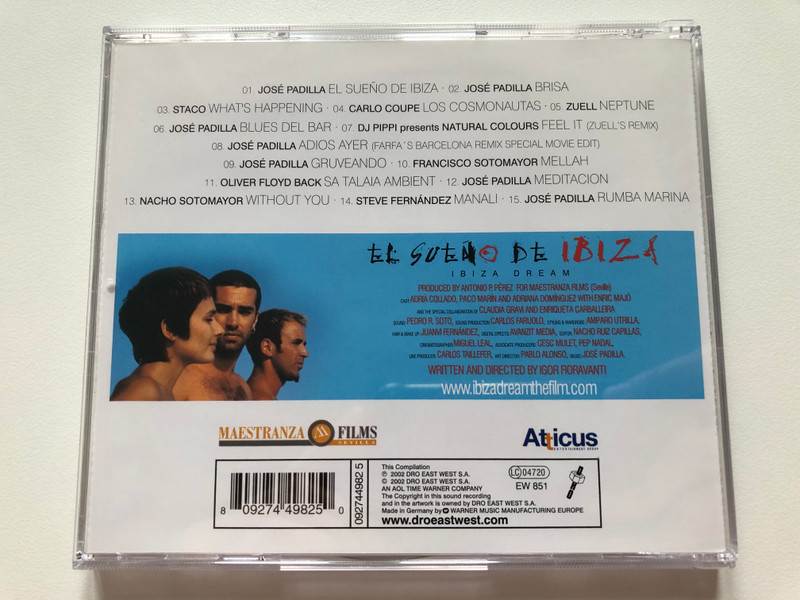 01. JOSÉ PADILLA EL SUEÑO DE IBIZA · 02. JOSÉ PADILLA BRISA
03. STACO WHAT'S HAPPENING · 04. CARLO COUPE LOS COSMONAUTAS · 05. ZUELL NEPTUNE
06. JOSÉ PADILLA BLUES DEL BAR · 07. DJ PIPPI presents NATURAL COLOURS FEEL IT (ZUELL'S REMIX)
08. JOSÉ PADILLA ADIOS AYER (FARFA´S BARCELONA REMIX SPECIAL MOVIE EDIT)
09. JOSÉ PADILLA GRUVEANDO · 10. FRANCISCO SOTOMAYOR MELLAH
11. OLIVER FLOYD BACK SA TALAIA AMBIENT · 12. JOSÉ PADILLA MEDITACION
13. NACHO SOTOMAYOR WITHOUT YOU · 14. STEVE FERNÁNDEZ MANALI · 15. JOSÉ PADILLA RUMBA MARINA
EL SUEÑO DE IBIZA
IBIZA DREAM
PRODUCED BY ANTONIO P. PÉREZ FOR MAESTRANZA FILMS (Seville)
CAST: ADRIÀ COLLADO, PACO MARÍN AND ADRIANA DOMÍNGUEZ WITH ENRIC MAJÓ
AND THE SPECIAL COLLABORATION OF CLAUDIA GRAVI AND ENRIQUETA CARBALLEIRA
SOUND: PEDRO R. SOTO, SOUND PRODUCTION: CARLOS FARUOLO, STYLING & WARDROBE: AMPARO UTRILLA,
HAIR & MAKE UP: JUANVI FERNÁNDEZ, DIGITAL EFFECTS: AVANZIT MEDIA, EDITOR: NACHO RUIZ CAPILLAS,
CINEMATOGRAPHER: MIGUEL LEAL, ASSOCIATE PRODUCERS: CESC MULET, PEP NADAL,
LINE PRODUCER: CARLOS TAILLEFER, ART DIRECTOR: PABLO ALONSO, MUSIC: JOSÉ PADILLA.
WRITTEN AND DIRECTED BY IGOR FIORAVANTI
www.ibizadreamthefilm.com
MAESTRANZA FILMS
SEVILLA
Atticus
ENTERTAINMENT GROUP
8 09274 49825 0
092744982 5
This Compilation
℗ 2002 DRO EAST WEST S.A.
© 2002 DRO EAST WEST S.A.
AN AOL TIME WARNER COMPANY
The Copyright in this sound recording
and in the artwork is owned by DRO EAST WEST S.A.
Made in Germany by WARNER MUSIC MANUFACTURING EUROPE
www.droeastwest.com
LC 04720
EW 851